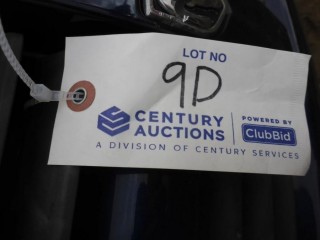 LOT NO
9D
CENTURY
AUCTIONS
POWERED BY
ClubBid
A DIVISION OF CENTURY SERVICES